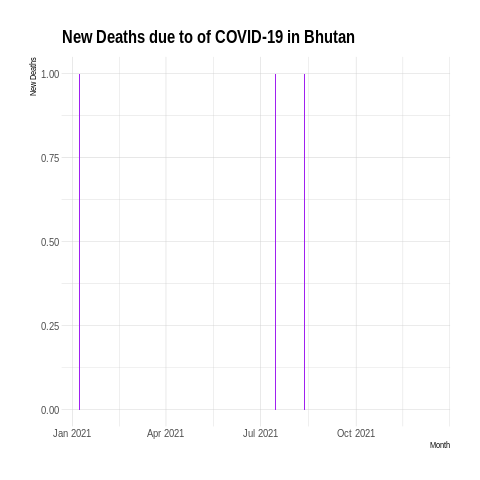 New Deaths due to of COVID-19 in Bhutan
New Deaths
1.00
0.75
0.50
0.25
0.00
Jan 2021 Apr 2021 Jul 2021 Oct 2021
Month